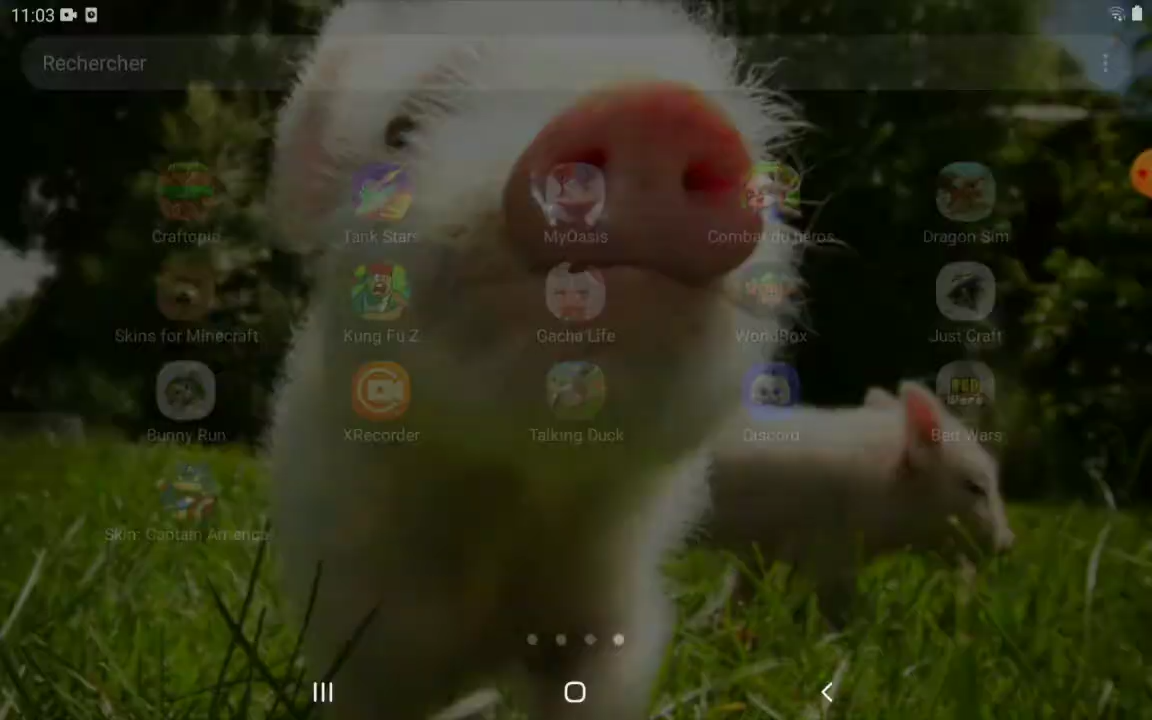 11:03
Rechercher
Craftopia
Tank Stars
MyOasis
Combat du héros
Dragon Sim
Skins for Minecraft
Kung Fu Z
Gacha Life
WorldBox
Just Craft
Bunny Run
XRecorder
Talking Duck
Discord
Bed Wars
Skin: Captain America